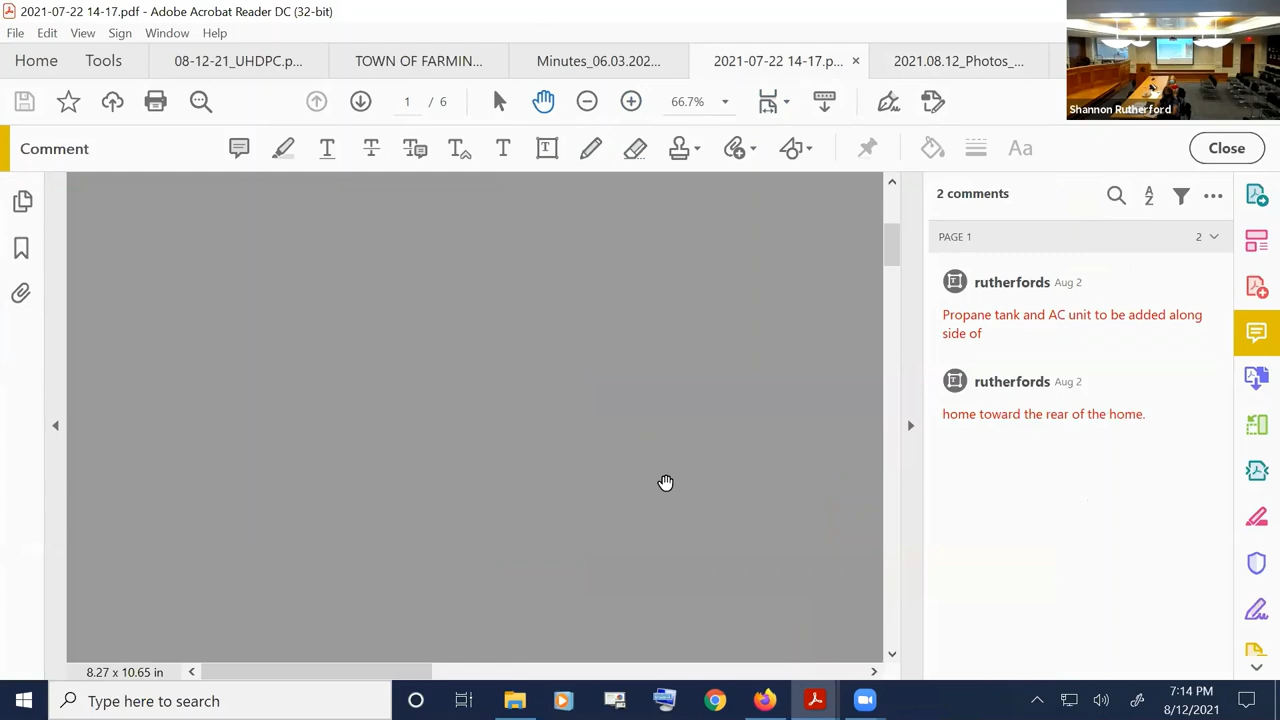 2021-07-22 14-17.pdf - Adobe Acrobat Reader DC (32-bit)
File Edit View Sign Window Help
Home Tools 08-12-21_UHDPC.p... TOWN OF FARMIN... Minutes_06.03.202... 2021-07-22 14-17.p... × 2021.08.12_Photos_...
Shannon Rutherford
1 / 6 66.7%
Comment Aa Close
2 comments
PAGE 1 2
rutherfords Aug 2
Propane tank and AC unit to be added along
side of
rutherfords Aug 2
home toward the rear of the home.
8.27 x 10.65 in
Type here to search
7:14 PM
8/12/2021